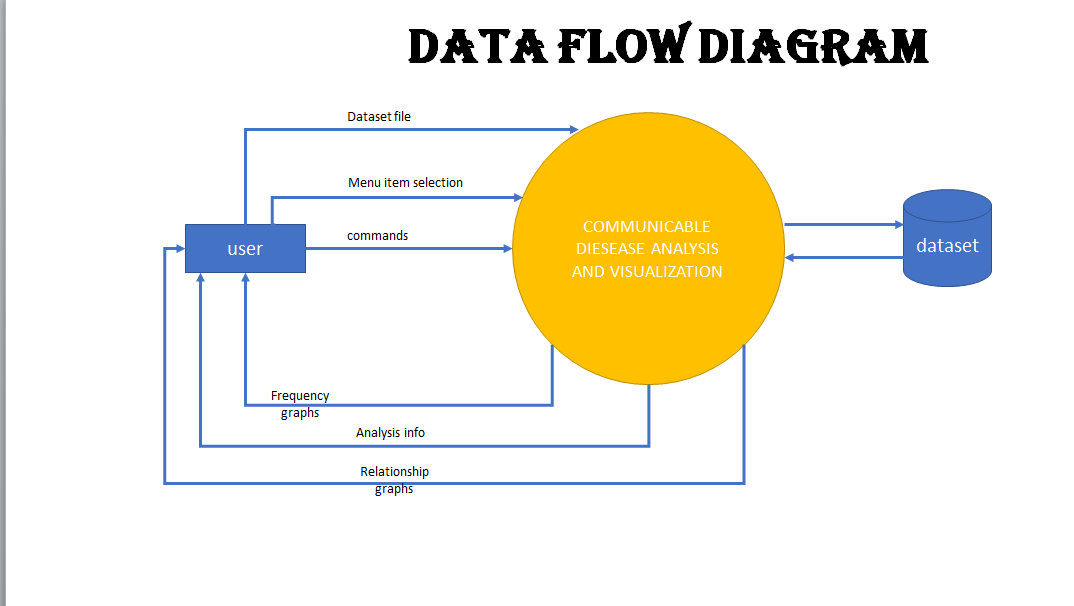 DATA FLOW DIAGRAM
Dataset file
Menu item selection
commands
user
COMMUNICABLE
DIESEASE ANALYSIS
AND VISUALIZATION
dataset
Frequency
graphs
Analysis info
Relationship
graphs